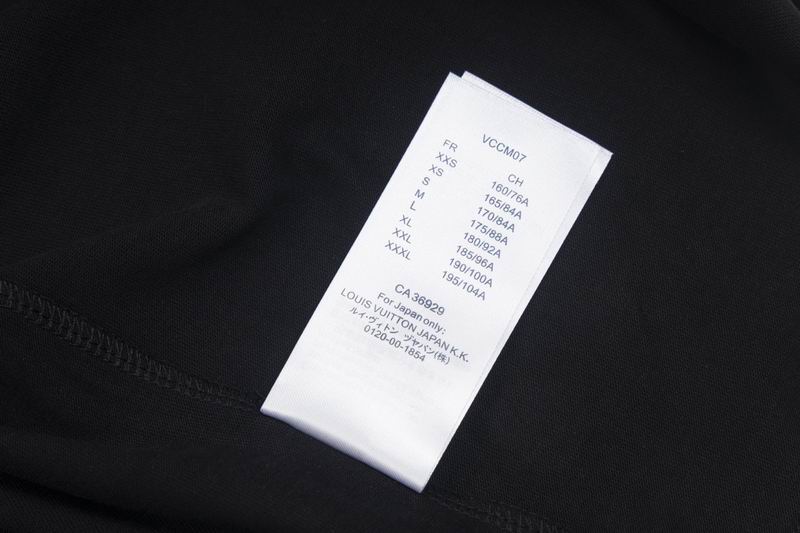 VCCM07
FR CH
XXS 160/76A
XS 165/84A
S 170/84A
M 175/88A
L 180/92A
XL 185/96A
XXL 190/100A
XXXL 195/104A
CA 36929
For Japan only:
LOUIS VUITTON JAPAN K.K.
ルイ・ヴィトン ジャパン(株)
0120-00-1854